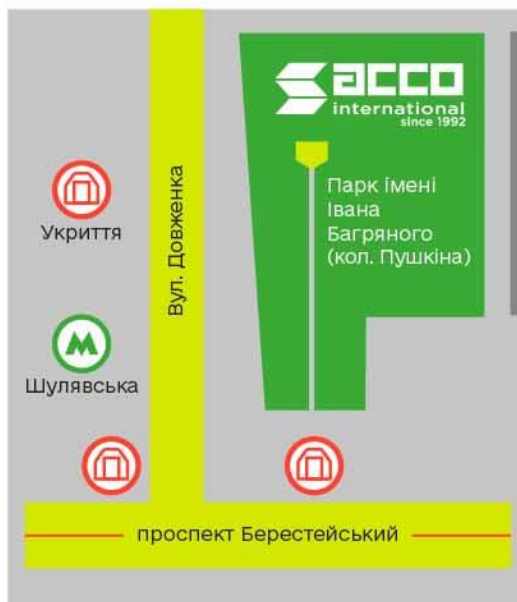 acco
international
since 1992
Парк імені
Івана
Багряного
(кол. Пушкіна)
Укриття
Вул. Довженка
М
Шулявська
проспект Берестейський